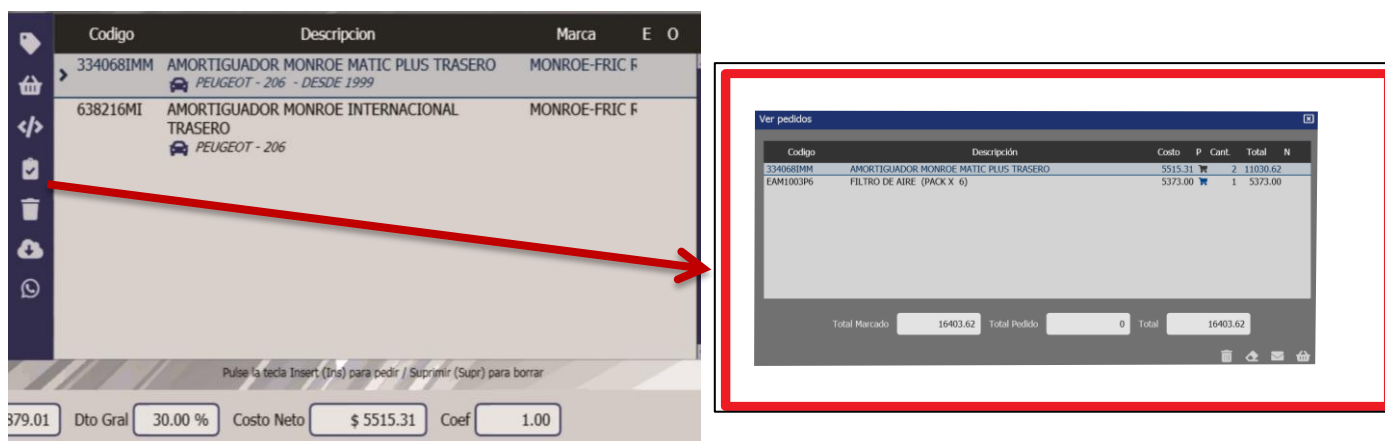 Codigo Descripcion Marca E O
334068IMM AMORTIGUADOR MONROE MATIC PLUS TRASERO MONROE-FRIC F
PEUGEOT - 206 - DESDE 1999
638216MI AMORTIGUADOR MONROE INTERNACIONAL MONROE-FRIC F
TRASERO
PEUGEOT - 206
Pulse la tecla Insert (Ins) para pedir / Suprimir (Supr) para borrar
879.01 Dto Gral 30.00 % Costo Neto $ 5515.31 Coef 1.00
Ver pedidos
Codigo Descripción Costo P Cant. Total N
334068IMM AMORTIGUADOR MONROE MATIC PLUS TRASERO 5515.31 2 11030.62
EAM1003P6 FILTRO DE AIRE (PACK X 6) 5373.00 1 5373.00
Total Marcado 16403.62 Total Pedido 0 Total 16403.62